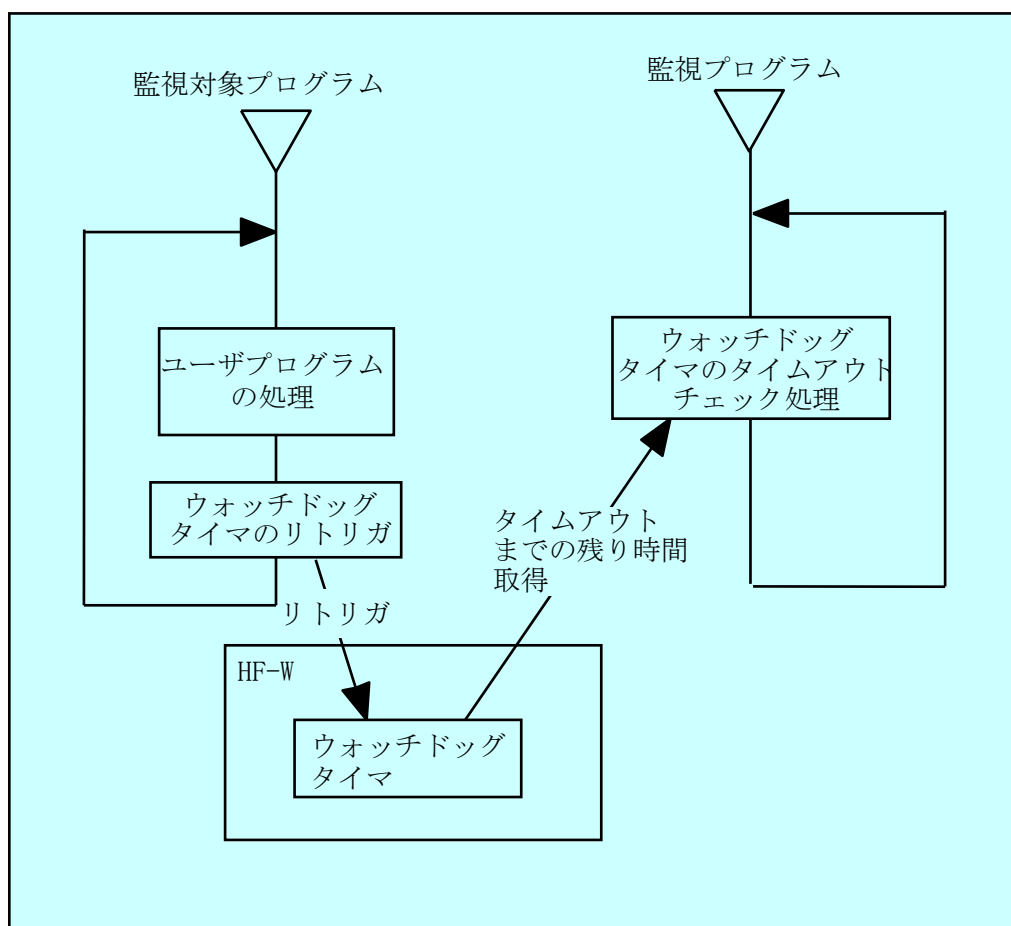 監視対象プログラム
監視プログラム
ユーザプログラム
の処理
ウォッチドッグ
タイマのタイムアウト
チェック処理
ウォッチドッグ
タイマのリトリガ
タイムアウト
までの残り時間
取得
リトリガ
HF-W
ウォッチドッグ
タイマ